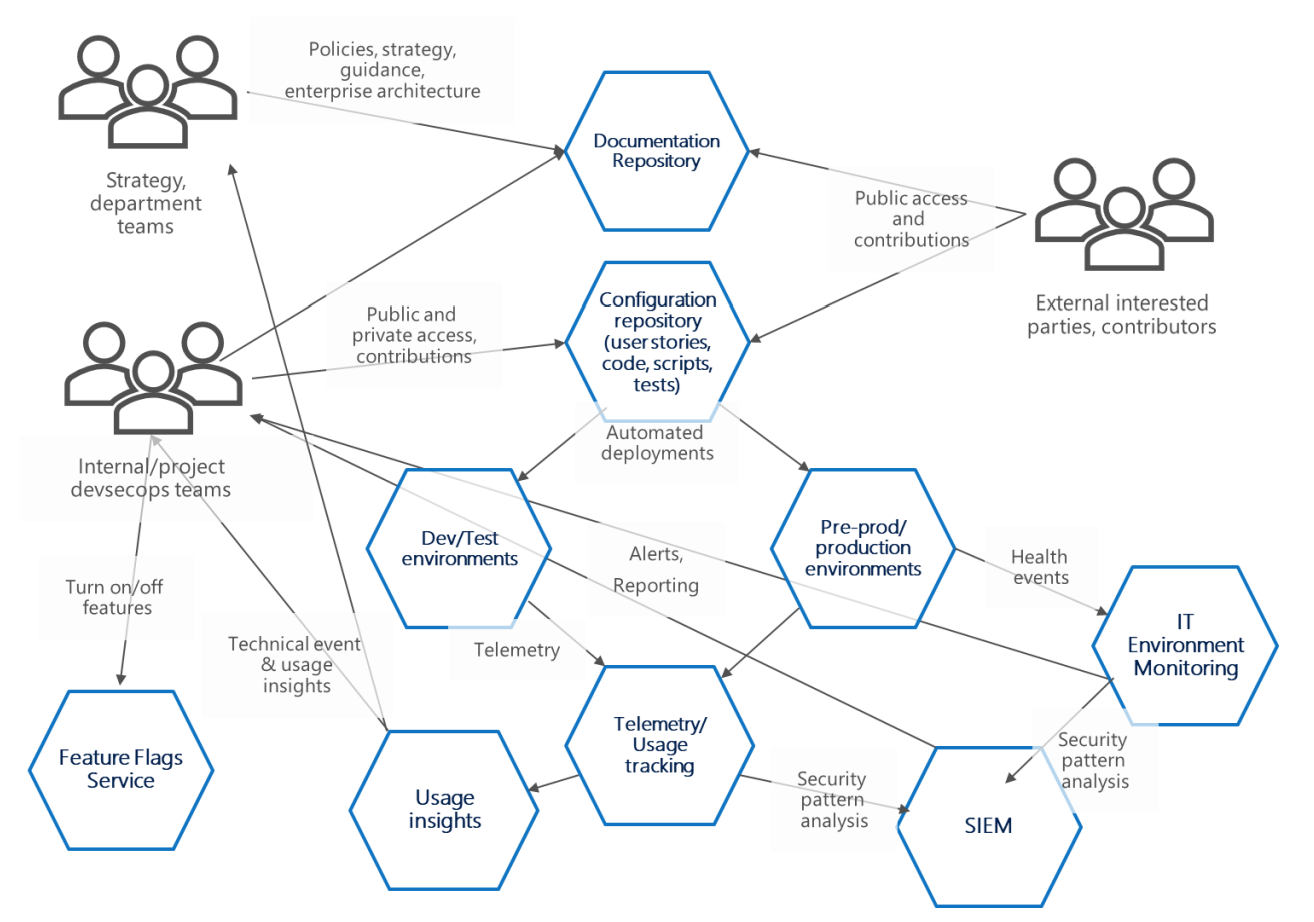 Policies, strategy,
guidance,
enterprise architecture
Strategy,
department
teams
Documentation
Repository
Public access
and
contributions
External interested
parties, contributors
Public and
private access,
contributions
Configuration
repository
(user stories,
code, scripts,
tests)
Internal/project
devsecops teams
Automated
deployments
Dev/Test
environments
Alerts,
Reporting
Pre-prod/
production
environments
Health
events
Turn on/off
features
Technical event
& usage
insights
Telemetry
IT
Environment
Monitoring
Feature Flags
Service
Usage
insights
Telemetry/
Usage
tracking
Security
pattern
analysis
Security
pattern
analysis
SIEM